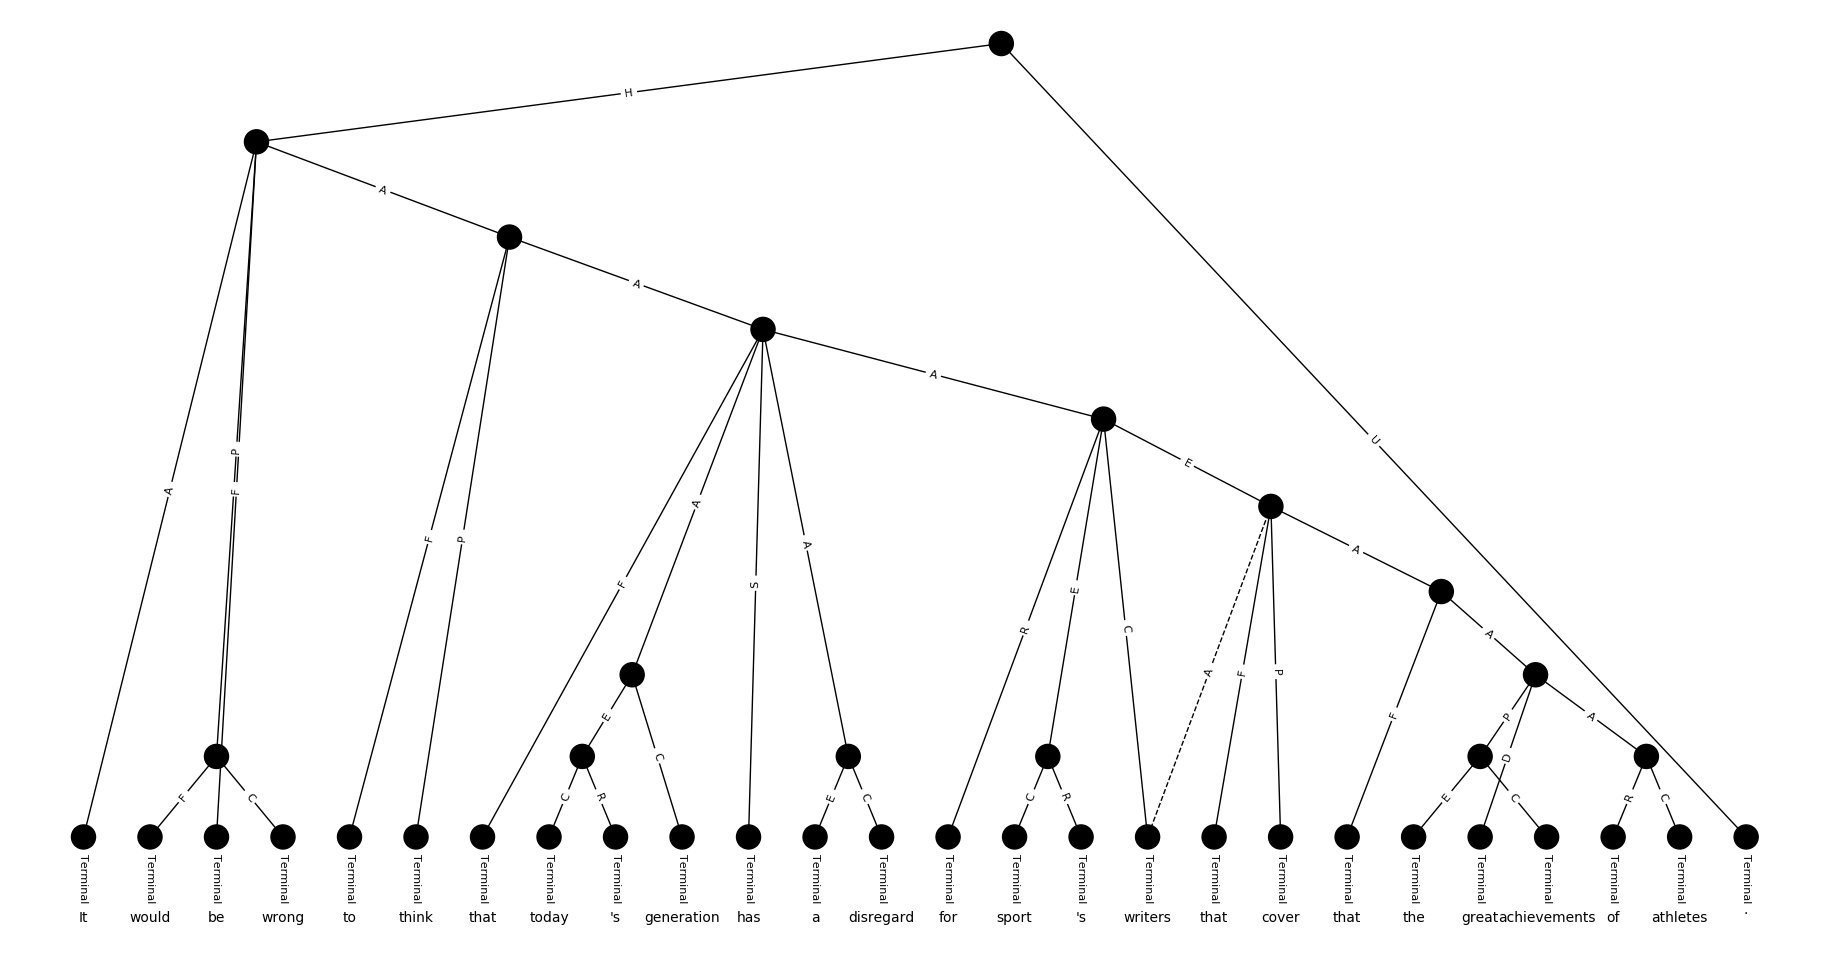 H
A
A
A
P
F
A
F
P
F
A
S
A
R
E
C
E
A
F
P
A
F
A
P
D
A
U
F
C
E
C
C
R
E
C
C
R
E
C
R
C
Terminal Terminal Terminal Terminal Terminal Terminal Terminal Terminal Terminal Terminal Terminal Terminal Terminal Terminal Terminal Terminal Terminal Terminal Terminal Terminal Terminal Terminal Terminal Terminal Terminal Terminal
It would be wrong to think that today 's generation has a disregard for sport 's writers that cover that the great achievements of athletes .